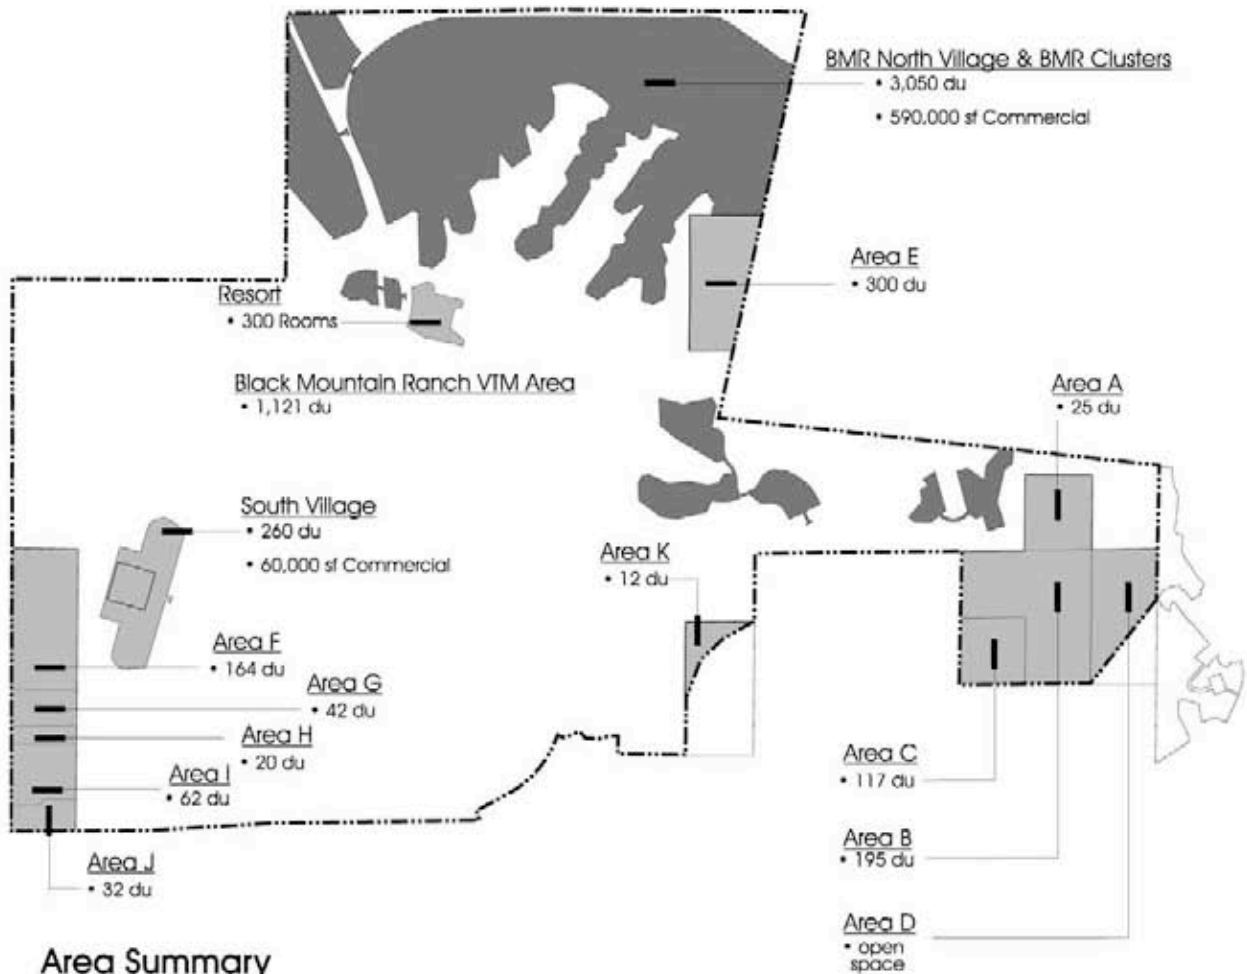 BMR North Village & BMR Clusters
• 3,050 du
• 590,000 sf Commercial
Area E
• 300 du
Resort
• 300 Rooms
Black Mountain Ranch VTM Area
• 1,121 du
Area A
• 25 du
South Village
• 260 du
• 60,000 sf Commercial
Area K
• 12 du
Area F
• 164 du
Area G
• 42 du
Area H
• 20 du
Area I
• 62 du
Area J
• 32 du
Area C
• 117 du
Area B
• 195 du
Area D
• open
space
Area Summary